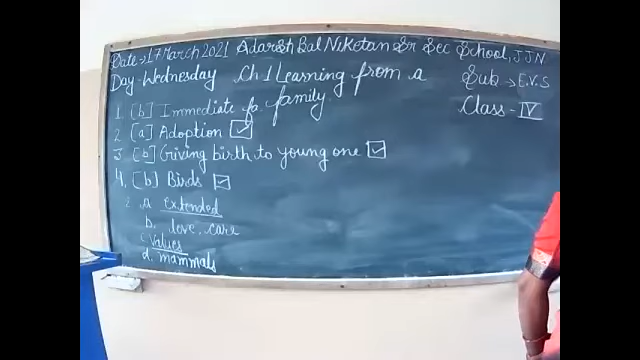 Date:-17 March 2021 Adarsh Bal Niketan Sr Sec School, JJN
Day-Wednesday Ch 1 Learning from a family
Sub → E.V.S
Class - IV
1. [b] Immediate fa
2 [a] Adoption ✓
3 [b] Giving birth to young one ✓
4, [b] Birds ✓
a extended
b. love, care
c. Values
d. mammals